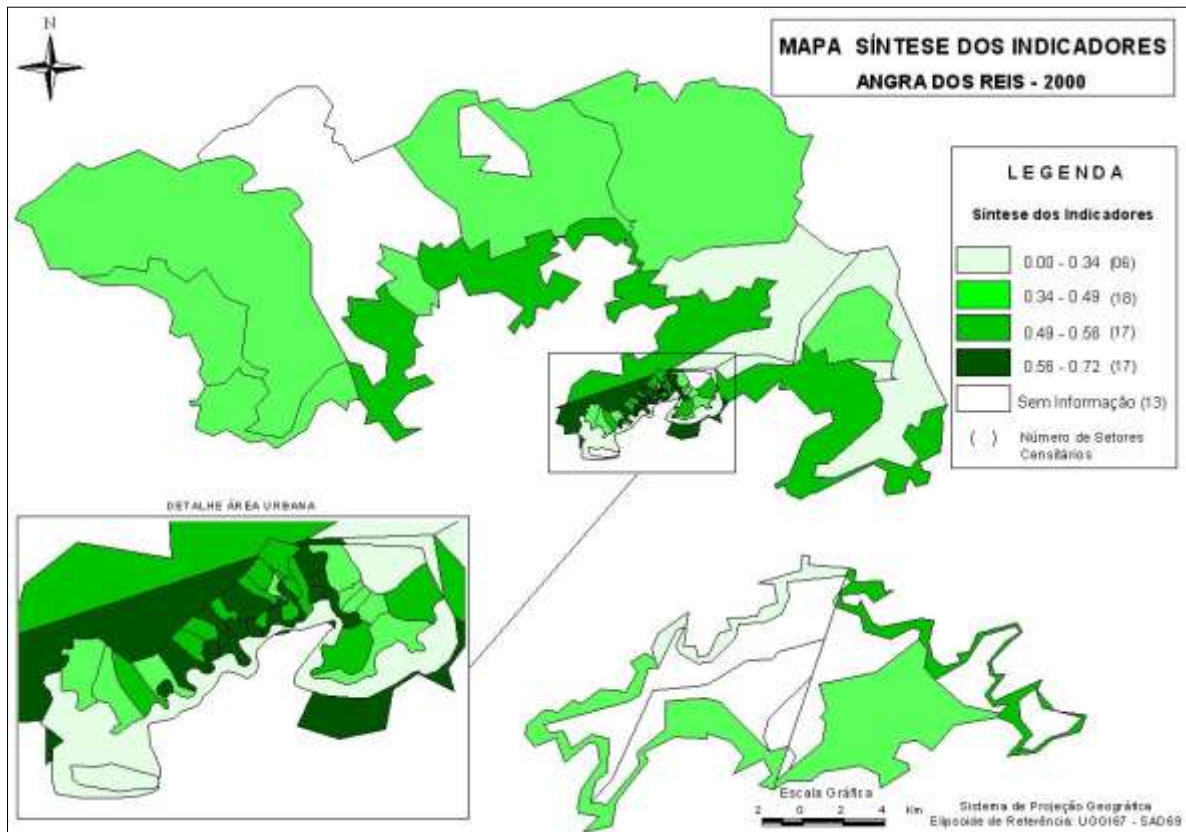 N
MAPA SÍNTESE DOS INDICADORES
ANGRA DOS REIS - 2000
LEGENDA
Síntese dos Indicadores
0.00 - 0.34 (06)
0.34 - 0.49 (18)
0.49 - 0.56 (17)
0.56 - 0.72 (17)
Sem Informação (13)
( ) Número de Setores
Censitários
DETALHE ÁREA URBANA
Escala Gráfica
2 0 2 4 Km
Sistema de Projeção Geográfica
Elipsoide de Referência: UGGI67 - SAD69